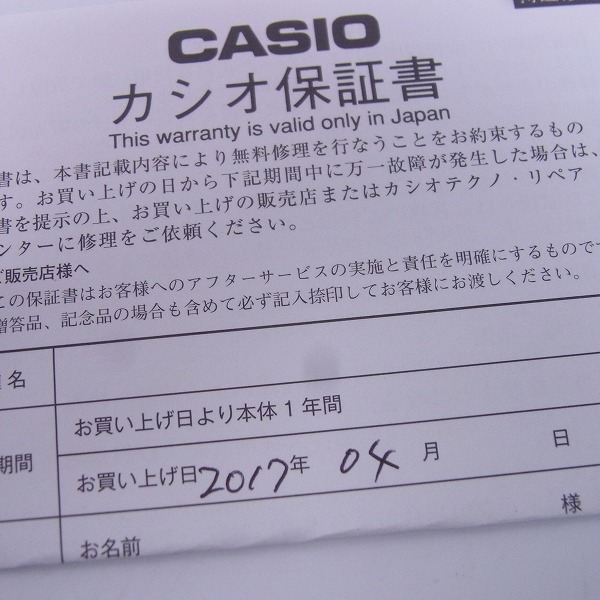 CASIO
カシオ保証書
This warranty is valid only in Japan
書は、本書記載内容により無料修理を行なうことをお約束するもの
す。お買い上げの日から下記期間中に万一故障が発生した場合は、
書を提示の上、お買い上げの販売店またはカシオテクノ・リペア
ンターに修理をご依頼ください。
ご販売店様へ
この保証書はお客様へのアフターサービスの実施と責任を明確にするものです
贈答品、記念品の場合も含めて必ず記入捺印してお客様にお渡しください。
名
お買い上げ日より本体1年間
期間
お買い上げ日 2017年 04月 日
様
お名前